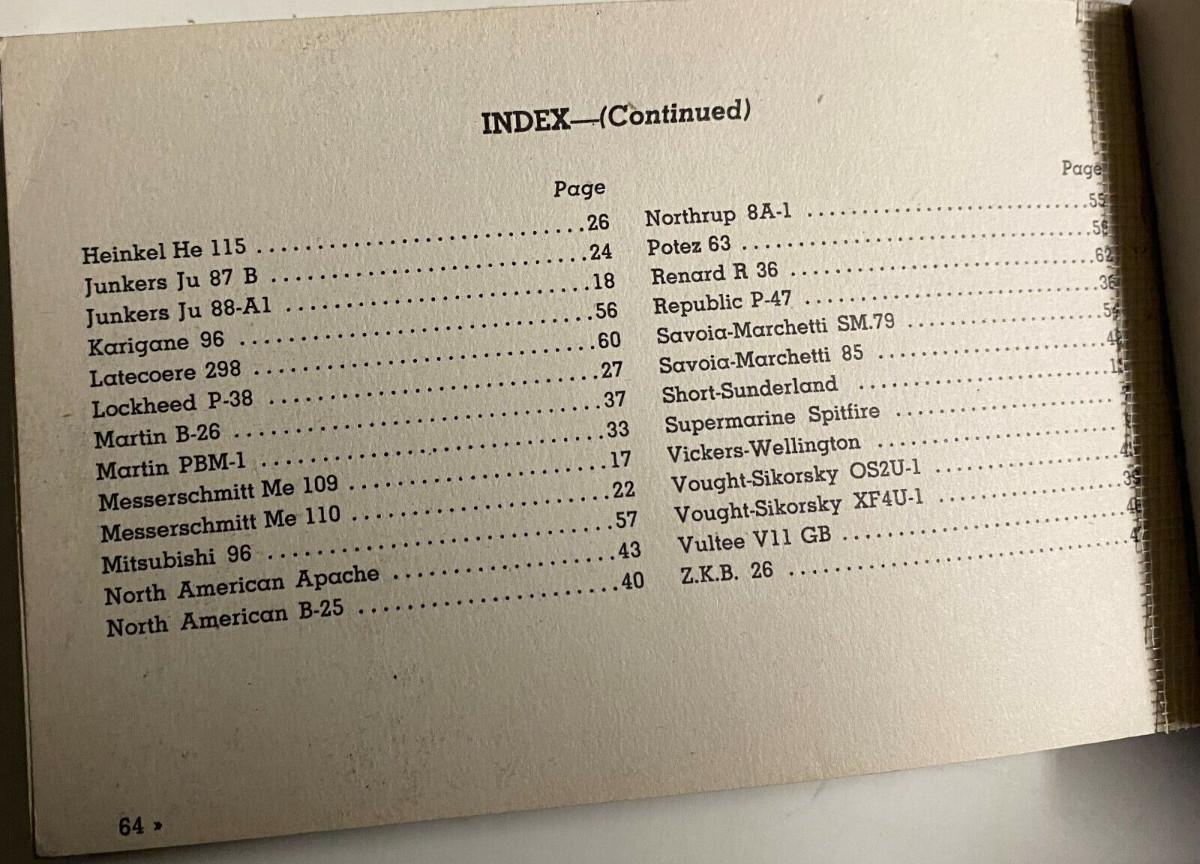 INDEX—(Continued)
Page
Heinkel He 115 ........................26
Junkers Ju 87 B ........................24
Junkers Ju 88-A1 ........................18
Karigane 96 ........................56
Latecoere 298 ........................60
Lockheed P-38 ........................27
Martin B-26 ........................37
Martin PBM-1 ........................33
Messerschmitt Me 109 ........................17
Messerschmitt Me 110 ........................22
Mitsubishi 96 ........................57
North American Apache ........................43
North American B-25 ........................40
Page
Northrup 8A-1 ........................55
Potez 63 ........................
Renard R 36 ........................62
Republic P-47 ........................36
Savoia-Marchetti SM.79 ........................
Savoia-Marchetti 85 ........................
Short-Sunderland ........................
Supermarine Spitfire ........................
Vickers-Wellington ........................
Vought-Sikorsky OS2U-1 ........................
Vought-Sikorsky XF4U-1 ........................
Vultee V11 GB ........................
Z.K.B. 26 ........................
64 »